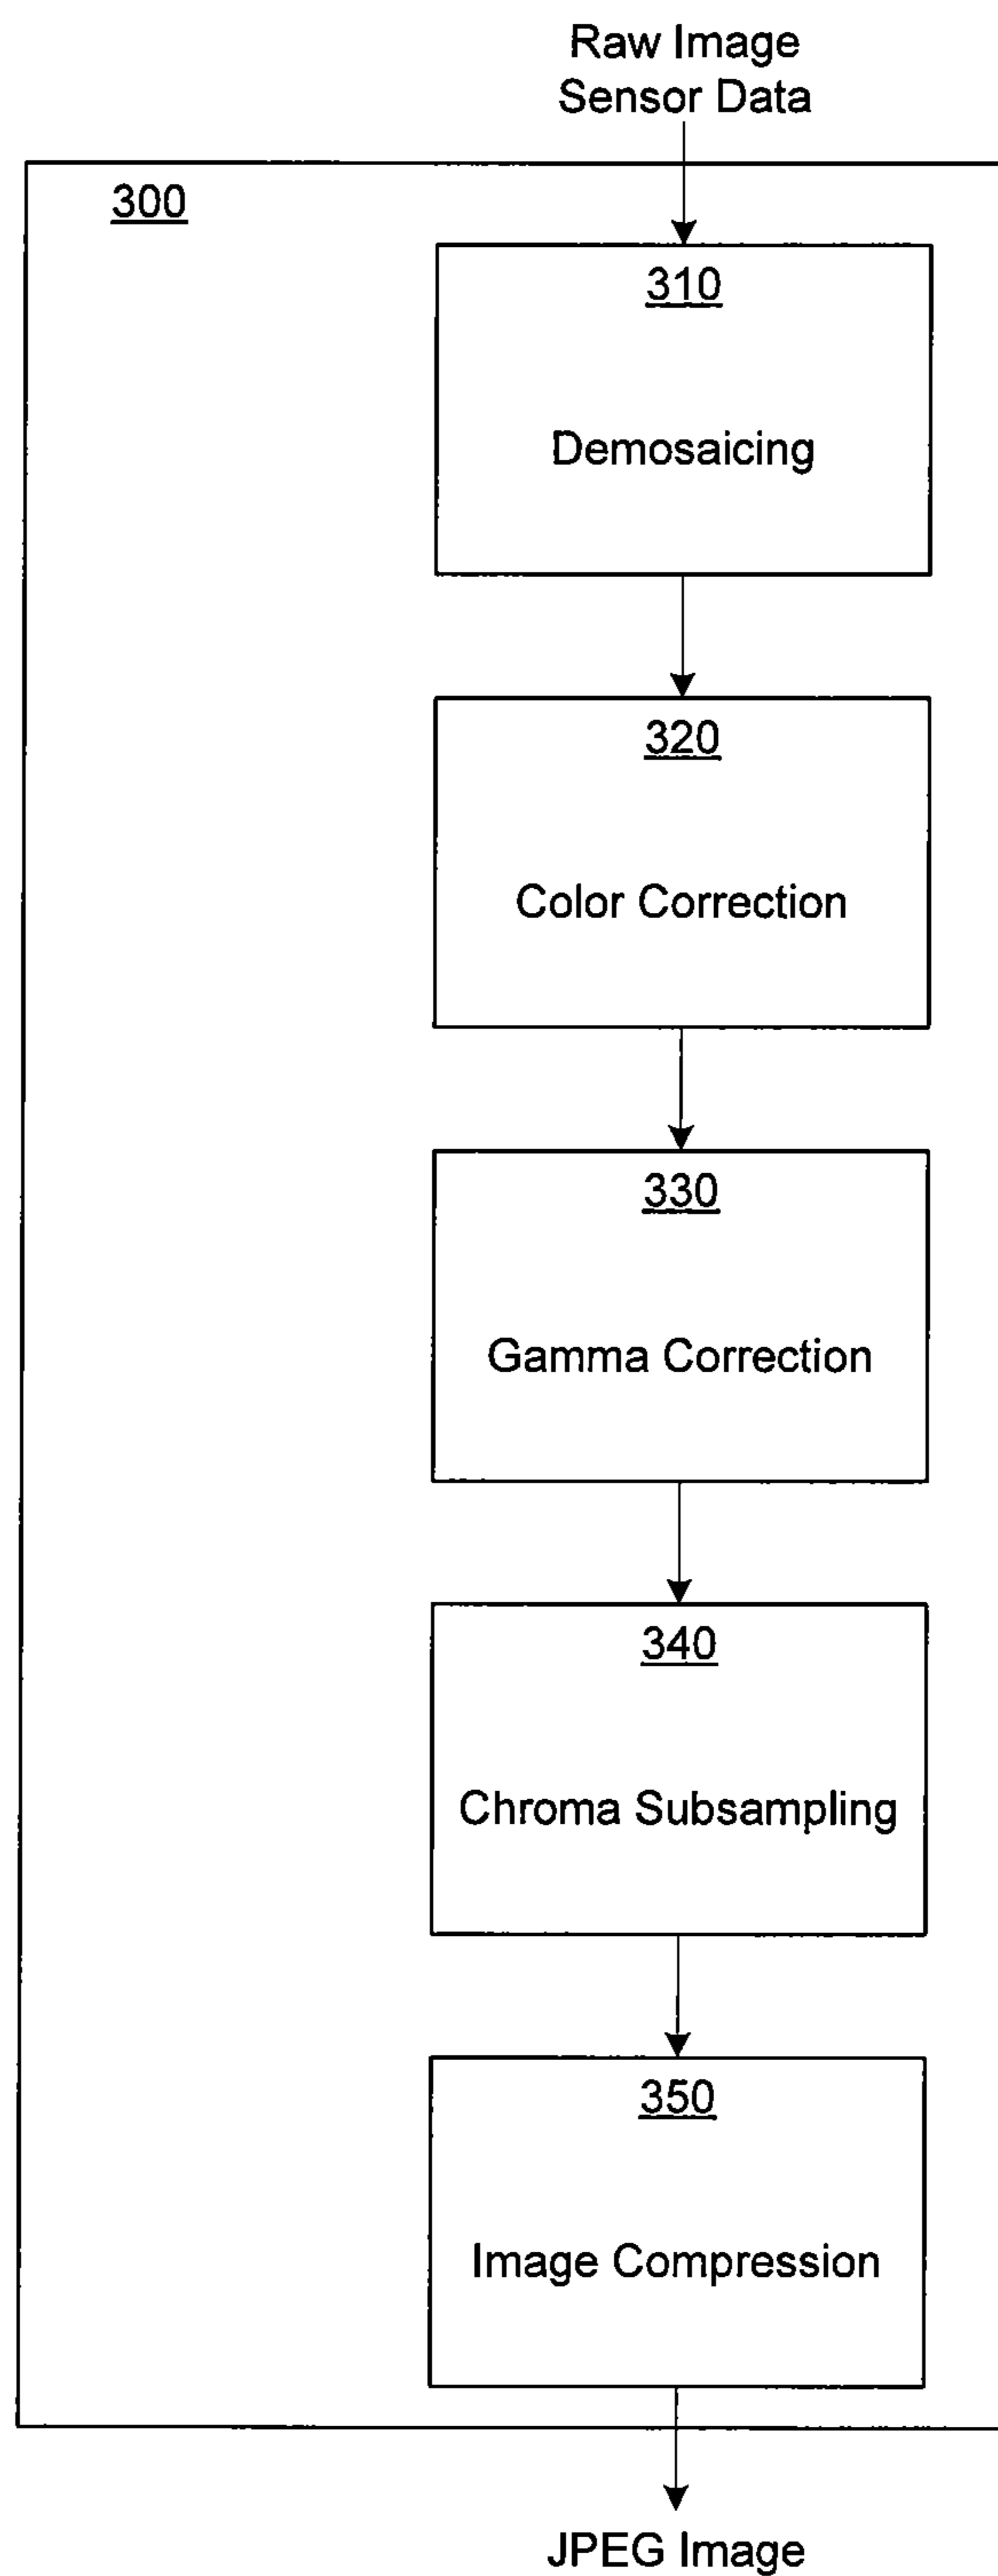 Raw Image
Sensor Data
300
310
Demosaicing
320
Color Correction
330
Gamma Correction
340
Chroma Subsampling
350
Image Compression
JPEG Image